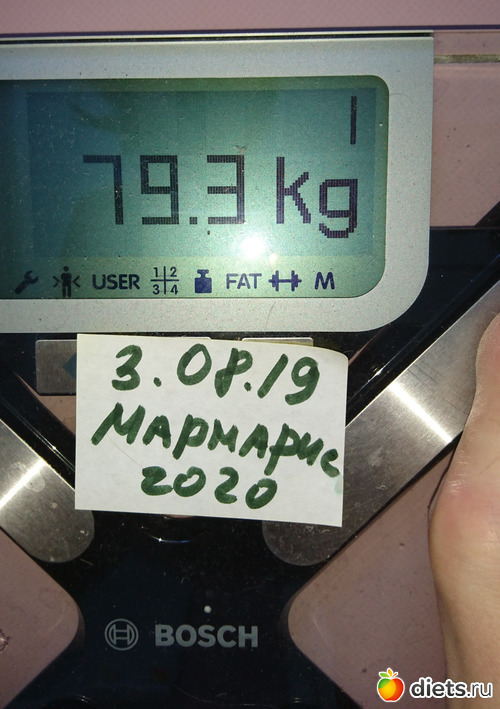 1
79.3 kg
USER 1 2 3 4 FAT M
3.08.19
Мармарис
2020
BOSCH
diets.ru